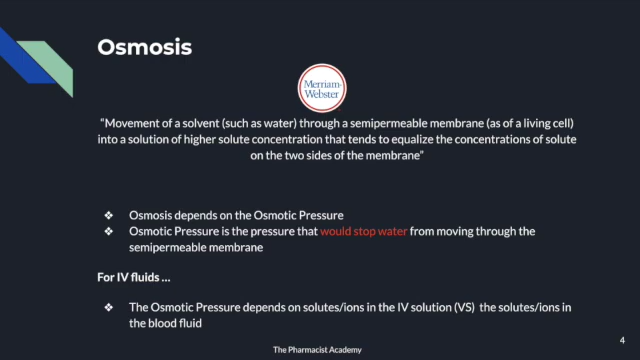 Osmosis
Merriam-
Webster
“Movement of a solvent (such as water) through a semipermeable membrane (as of a living cell)
into a solution of higher solute concentration that tends to equalize the concentrations of solute
on the two sides of the membrane”
❖ Osmosis depends on the Osmotic Pressure
❖ Osmotic Pressure is the pressure that would stop water from moving through the
semipermeable membrane
For IV fluids ...
❖ The Osmotic Pressure depends on solutes/ions in the IV solution (VS) the solutes/ions in
the blood fluid
The Pharmacist Academy
4